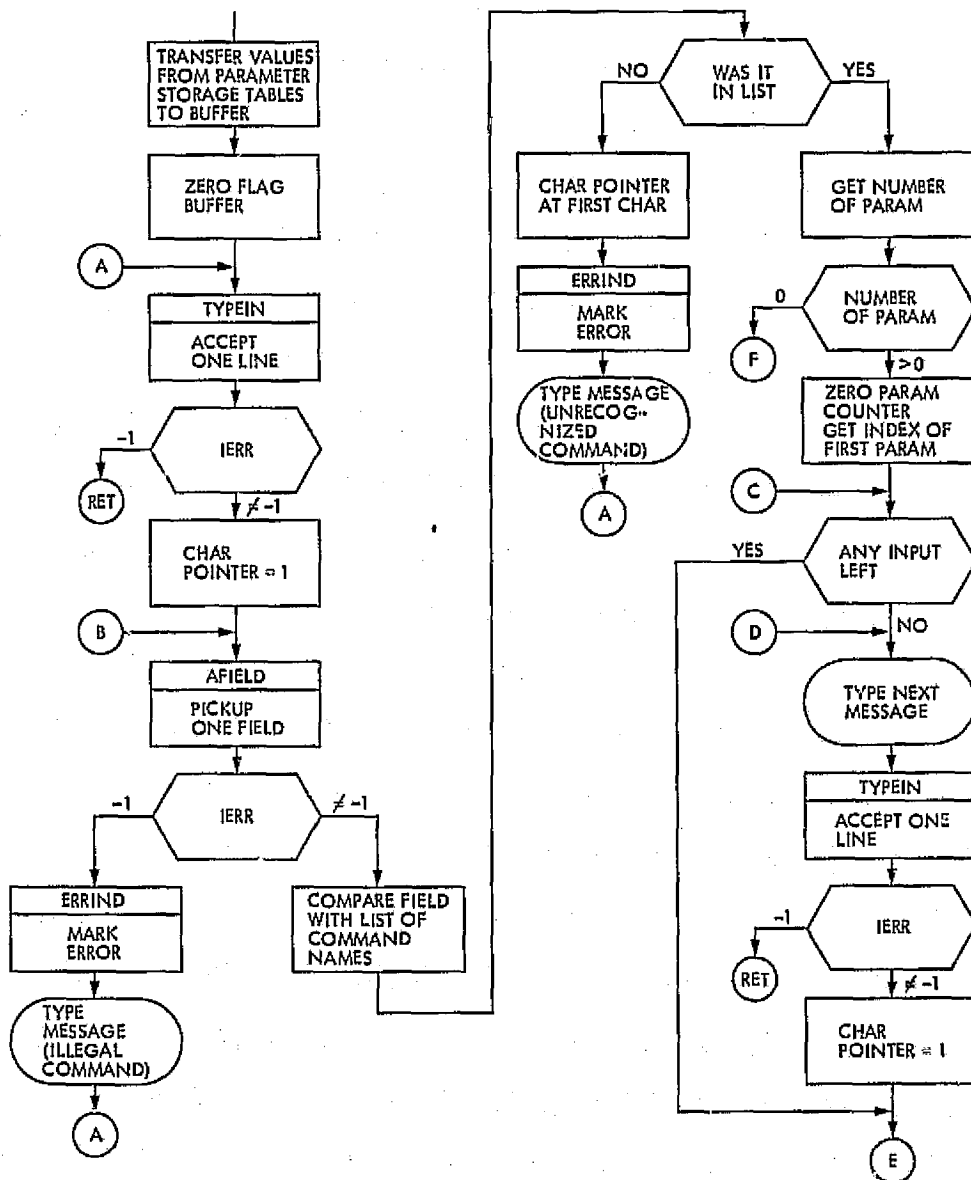 TRANSFER VALUES
FROM PARAMETER
STORAGE TABLES
TO BUFFER
ZERO FLAG
BUFFER
A
TYPEIN
ACCEPT
ONE LINE
-1
IERR
RET
≠ -1
CHAR
POINTER = 1
B
AFIELD
PICKUP
ONE FIELD
-1
IERR
≠ -1
ERRIND
MARK
ERROR
TYPE
MESSAGE
(ILLEGAL
COMMAND)
A
COMPARE FIELD
WITH LIST OF
COMMAND
NAMES
NO
WAS IT
IN LIST
YES
CHAR POINTER
AT FIRST CHAR
ERRIND
MARK
ERROR
TYPE MESSAGE
(UNRECOG-
NIZED
COMMAND)
A
GET NUMBER
OF PARAM
0
NUMBER
OF PARAM
F
>0
ZERO PARAM
COUNTER
GET INDEX OF
FIRST PARAM
C
YES
ANY INPUT
LEFT
D
NO
TYPE NEXT
MESSAGE
TYPEIN
ACCEPT ONE
LINE
-1
IERR
RET
≠ -1
CHAR
POINTER = 1
E